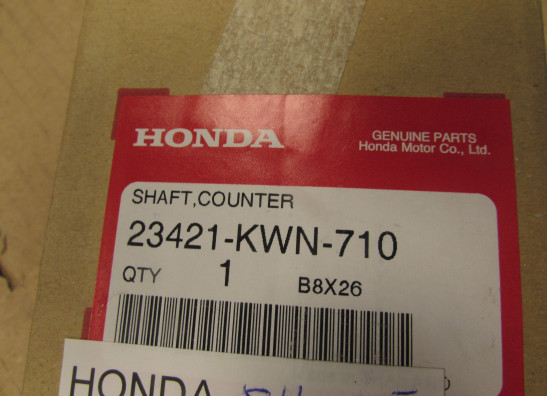 HONDA
GENUINE PARTS
Honda Motor Co., Ltd.
SHAFT,COUNTER
23421-KWN-710
QTY 1 B8X26
HONDA